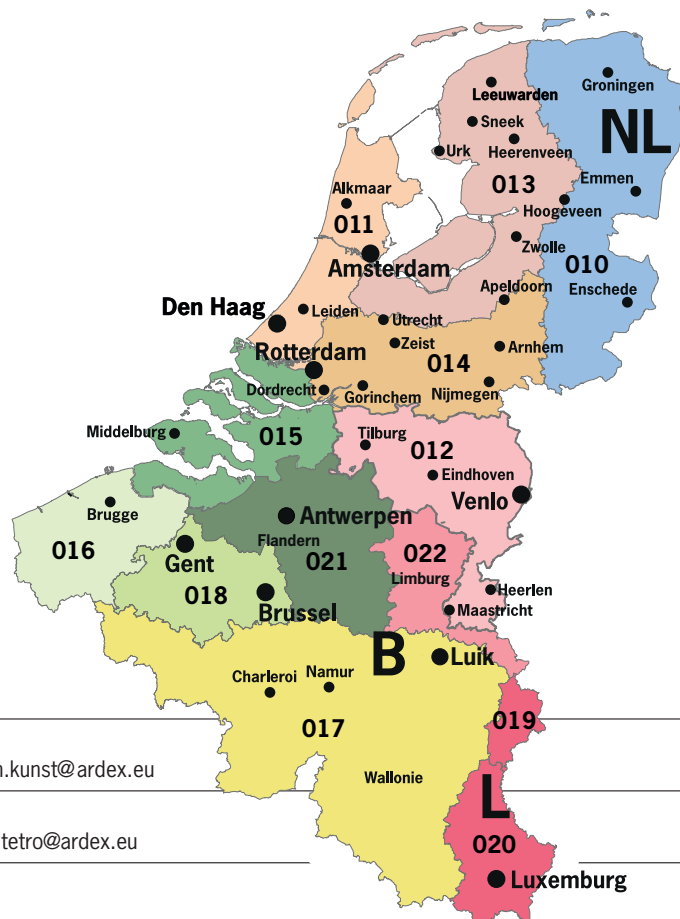 Groningen
Leeuwarden
NL
Sneek
Urk
Heerenveen
013
Emmen
Alkmaar
011
Hoogeveen
Zwolle
010
Amsterdam
Apeldoorn
Enschede
Den Haag
Leiden
Utrecht
Rotterdam
Zeist
014
Arnhem
Dordrecht
Gorinchem
Nijmegen
Middelburg
015
Tilburg
012
Eindhoven
Venlo
Brugge
Antwerpen
Flandern
016
Gent
021
022
Limburg
018
Brussel
Heerlen
Maastricht
B
Luik
Charleroi
Namur
019
017
n.kunst@ardex.eu
Wallonie
L
tetro@ardex.eu
020
Luxemburg